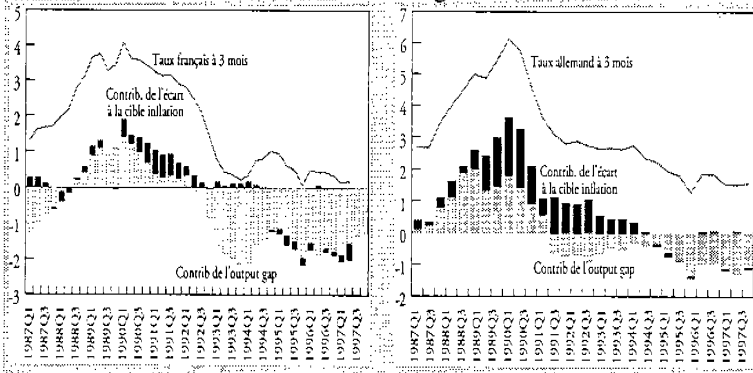 5
4
3
2
1
0
-1
-2
-3
Taux français à 3 mois
Contrib. de l'écart
à la cible inflation
Contrib de l'output gap
1987Q1
1987Q3
1988Q1
1988Q3
1989Q1
1989Q3
1990Q1
1990Q3
1991Q1
1991Q3
1992Q1
1992Q3
1993Q1
1993Q3
1994Q1
1994Q3
1995Q1
1995Q3
1996Q1
1996Q3
1997Q1
1997Q3
7
6
5
4
3
2
1
0
-1
-2
Taux allemand à 3 mois
Contrib. de l'écart
à la cible inflation
Contrib de l'output gap
1987Q1
1987Q3
1988Q1
1988Q3
1989Q1
1989Q3
1990Q1
1990Q3
1991Q1
1991Q3
1992Q1
1992Q3
1993Q1
1993Q3
1994Q1
1994Q3
1995Q1
1995Q3
1996Q1
1996Q3
1997Q1
1997Q3